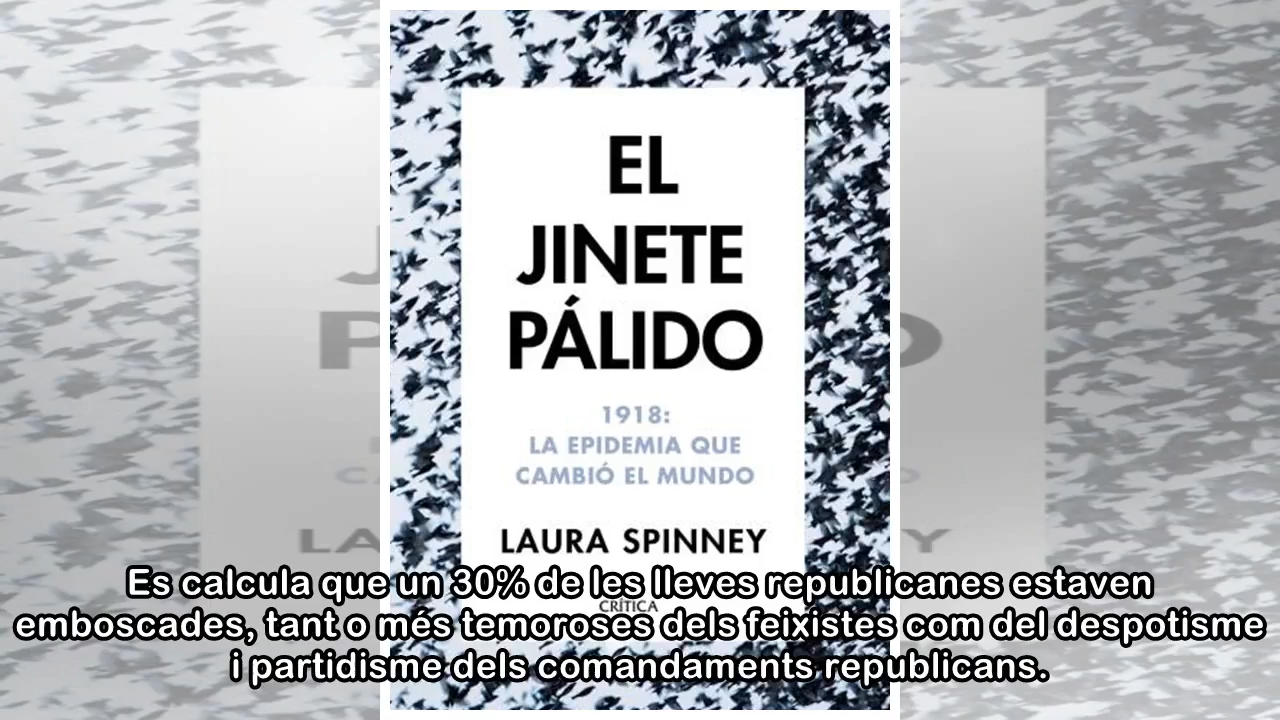 EL
JINETE
PÁLIDO
1918:
LA EPIDEMIA QUE
CAMBIÓ EL MUNDO
LAURA SPINNEY
CRÍTICA
Es calcula que un 30% de les lleves republicanes estaven
emboscades, tant o més temoroses dels feixistes com del despotisme
i partidisme dels comandaments republicans.